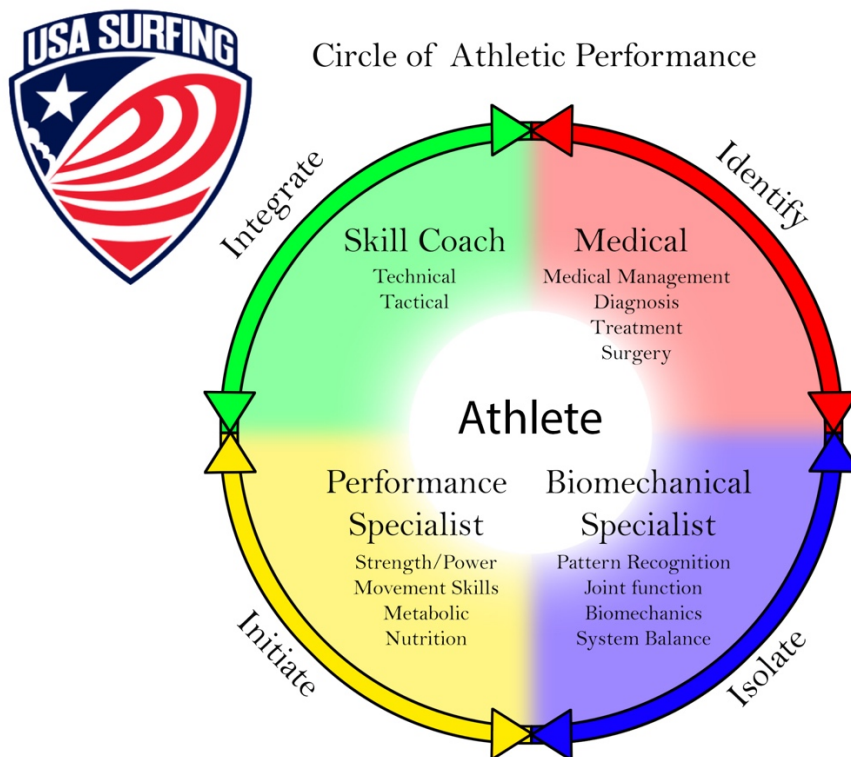 USA SURFING
Circle of Athletic Performance
Integrate
Identify
Skill Coach
Technical
Tactical
Medical
Medical Management
Diagnosis
Treatment
Surgery
Athlete
Performance
Specialist
Strength/Power
Movement Skills
Metabolic
Nutrition
Biomechanical
Specialist
Pattern Recognition
Joint function
Biomechanics
System Balance
Initiate
Isolate